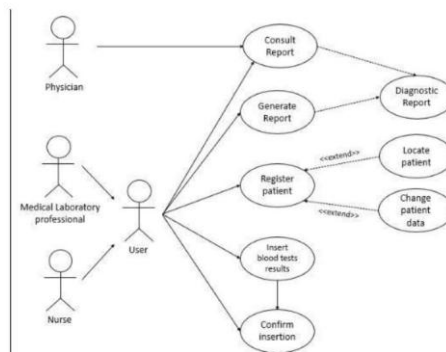 Physician
Medical Laboratory
professional
Nurse
User
Consult
Report
Generate
Report
Register
patient
Insert
blood tests
results
Confirm
insertion
Diagnostic
Report
<<extend>>
Locate
patient
<<extend>>
Change
patient
data